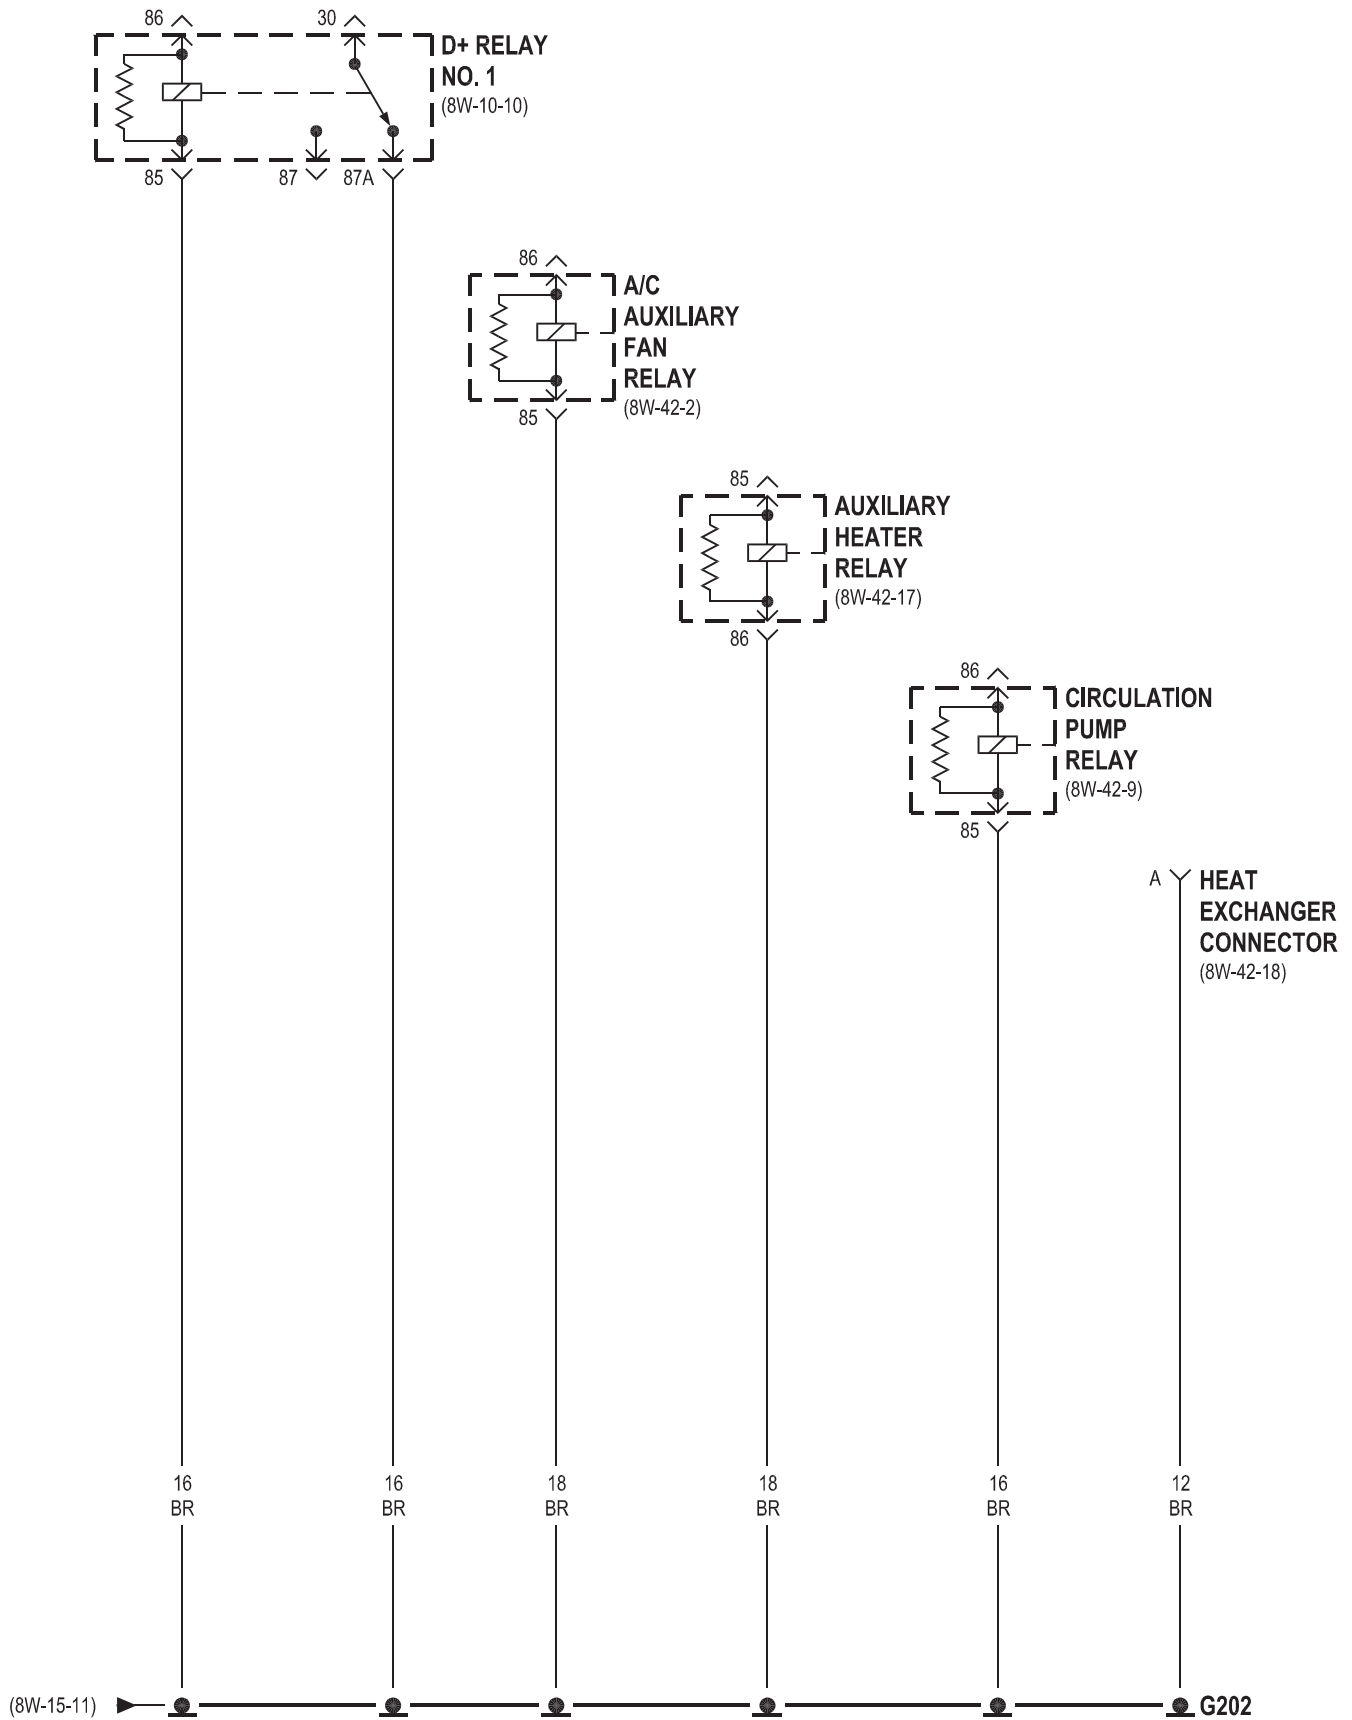 86
30
D+ RELAY
NO. 1
(8W-10-10)
85
87
87A
86
A/C
AUXILIARY
FAN
RELAY
(8W-42-2)
85
85
AUXILIARY
HEATER
RELAY
(8W-42-17)
86
86
CIRCULATION
PUMP
RELAY
(8W-42-9)
85
A
HEAT
EXCHANGER
CONNECTOR
(8W-42-18)
16
BR
16
BR
18
BR
18
BR
16
BR
12
BR
(8W-15-11)
G202